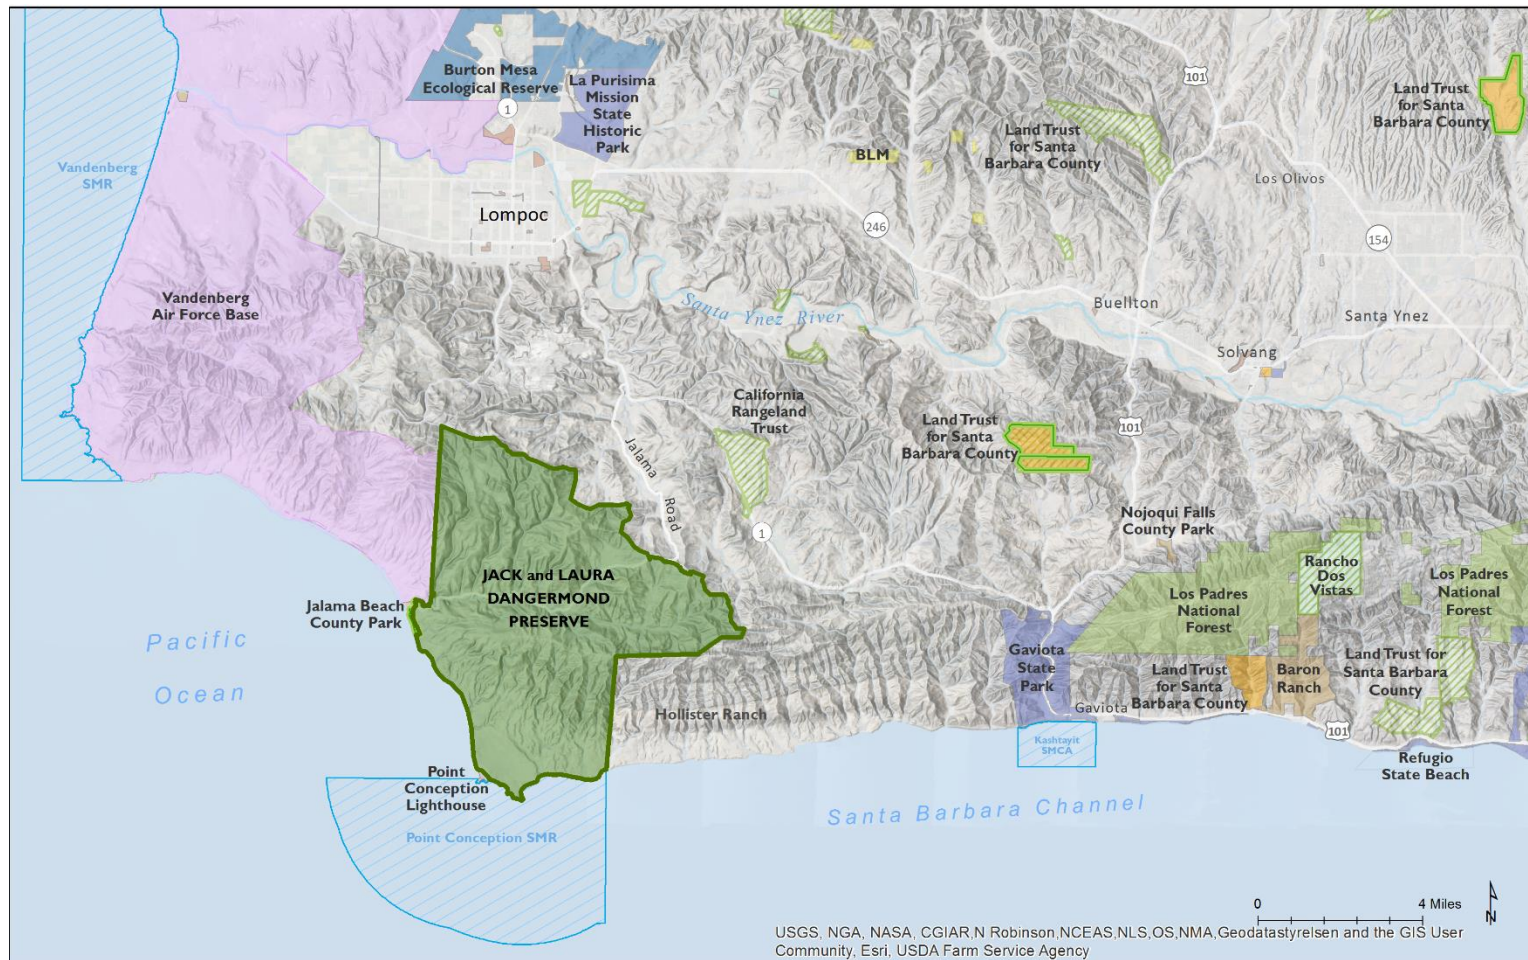 Burton Mesa
Ecological Reserve
La Purisima
Mission
State
Historic
Park
1
101
Land Trust
for Santa
Barbara County
Land Trust
for Santa
Barbara County
BLM
Vandenberg
SMR
Los Olivos
Lompoc
246
154
Vandenberg
Air Force Base
Santa Ynez River
Buellton
Santa Ynez
Solvang
California
Rangeland
Trust
Land Trust
for Santa
Barbara County
101
Jalama
Road
1
Nojoqui Falls
County Park
JACK and LAURA
DANGERMOND
PRESERVE
Rancho
Dos
Vistas
Los Padres
National
Forest
Los Padres
National
Forest
Jalama Beach
County Park
Pacific
Ocean
Gaviota
State
Park
Land Trust
for Santa
Barbara County
Baron
Ranch
Land Trust for
Santa Barbara
County
Hollister Ranch
Gaviota
101
Kashtayit
SMCA
Refugio
State Beach
Point
Conception
Lighthouse
Santa Barbara Channel
Point Conception SMR
0 4 Miles
N
USGS, NGA, NASA, CGIAR,N Robinson,NCEAS,NLS,OS,NMA,Geodatastyrelsen and the GIS User
Community, Esri, USDA Farm Service Agency